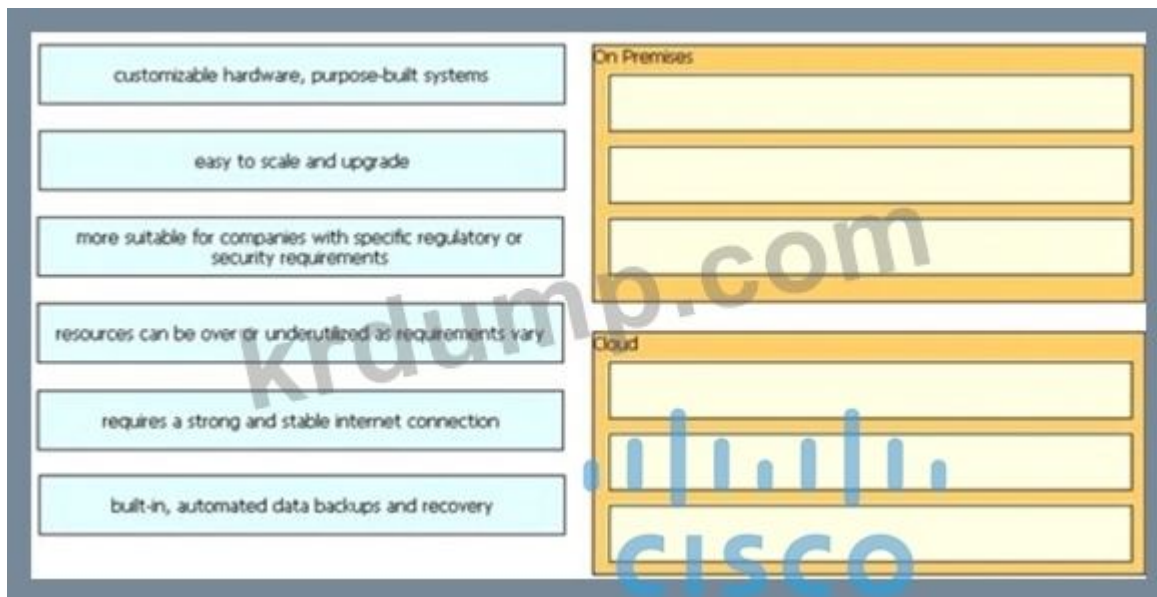 customizable hardware, purpose-built systems
easy to scale and upgrade
more suitable for companies with specific regulatory or
security requirements
resources can be over or underutilized as requirements vary
requires a strong and stable internet connection
built-in, automated data backups and recovery
On Premises
Cloud
krdump.com
CISCO